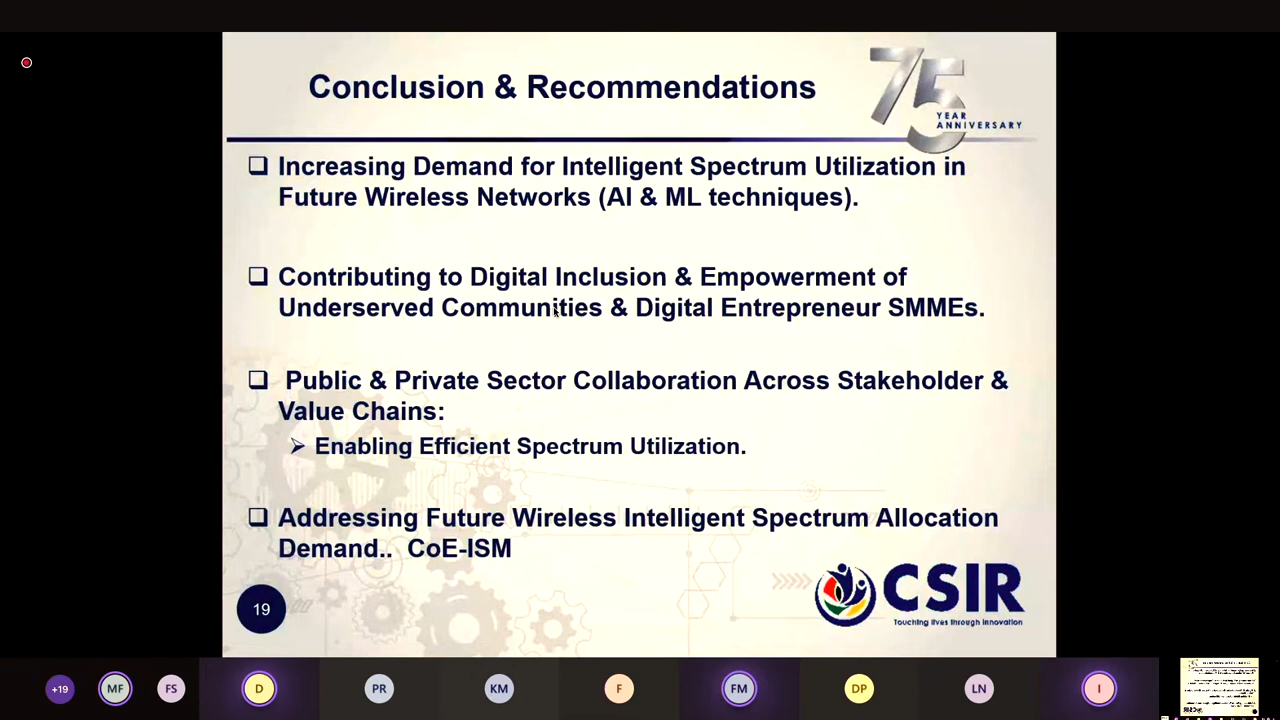 Conclusion & Recommendations
75
YEAR
ANNIVERSARY
❑ Increasing Demand for Intelligent Spectrum Utilization in
Future Wireless Networks (AI & ML techniques).
❑ Contributing to Digital Inclusion & Empowerment of
Underserved Communities & Digital Entrepreneur SMMEs.
❑ Public & Private Sector Collaboration Across Stakeholder &
Value Chains:
➢ Enabling Efficient Spectrum Utilization.
❑ Addressing Future Wireless Intelligent Spectrum Allocation
Demand.. CoE-ISM
19
CSIR
Touching lives through innovation
+19 MF FS D PR KM F FM DP LN I